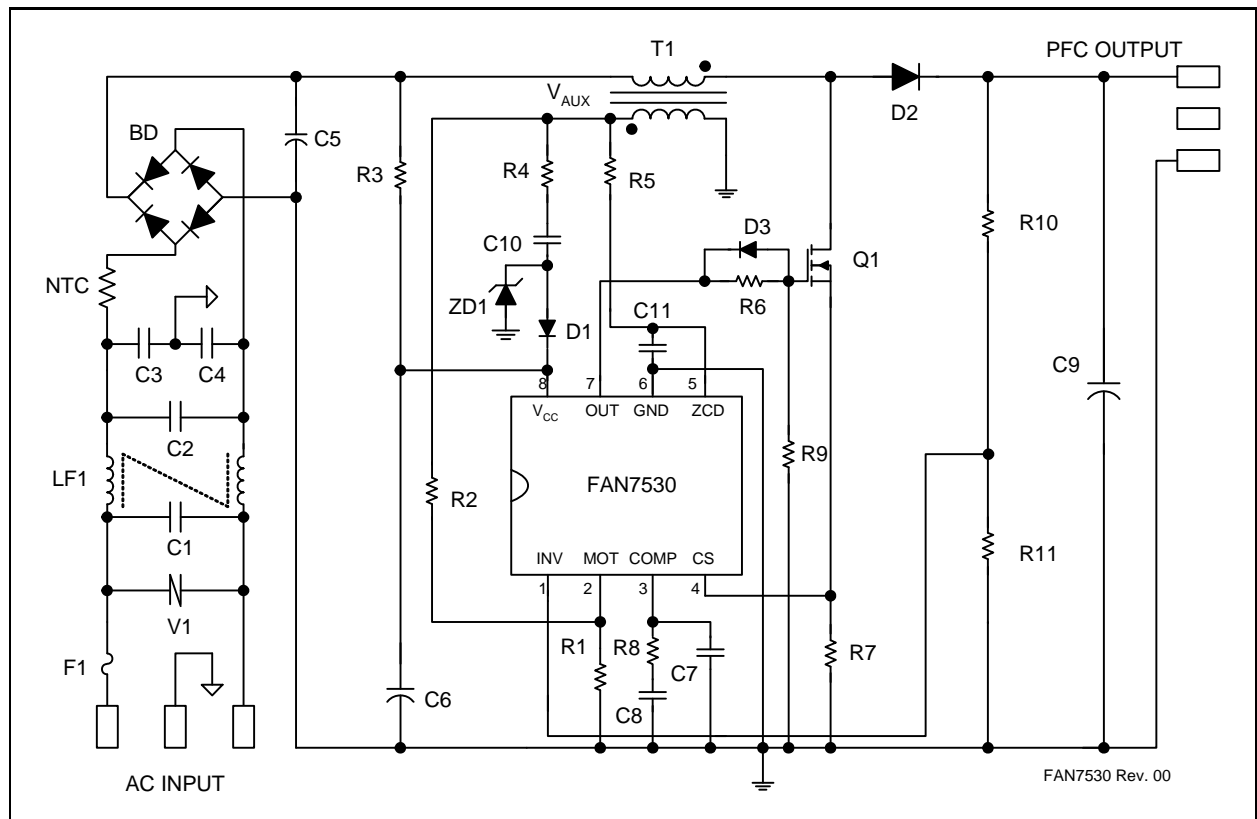 T1
PFC OUTPUT
VAUX
D2
BD
C5
R3
R4
R5
D3
R10
C10
Q1
NTC
ZD1
C11
R6
D1
C3
C4
C9
8
7
6
5
VCC
OUT
GND
ZCD
C2
R9
LF1
R2
FAN7530
C1
R11
INV
MOT
COMP
CS
1
2
3
4
V1
R1
R8
R7
F1
C7
C6
C8
AC INPUT
FAN7530 Rev. 00